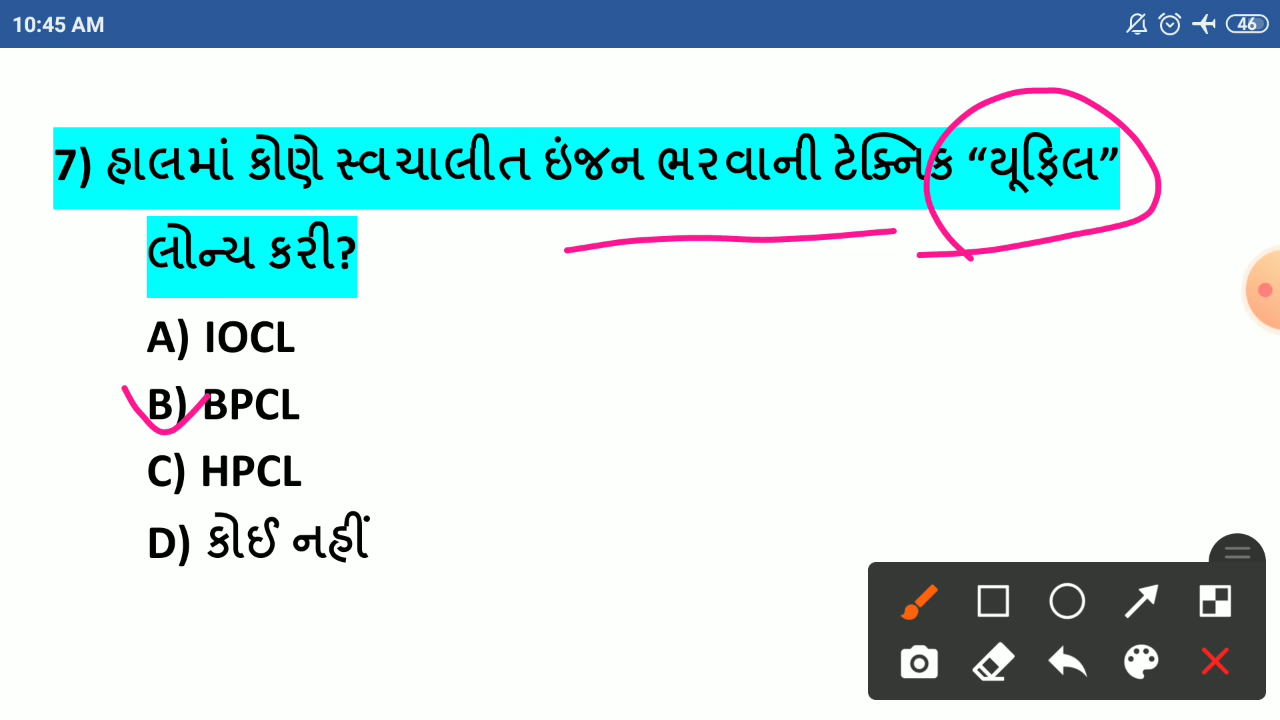 10:45 AM
46
7) હાલમાં કોણે સ્વચાલીત ઇંજન ભરવાની ટેક્નિક “યૂફિલ”
લોન્ચ કરી?
A) IOCL
B) BPCL
C) HPCL
D) કોઈ નહીં